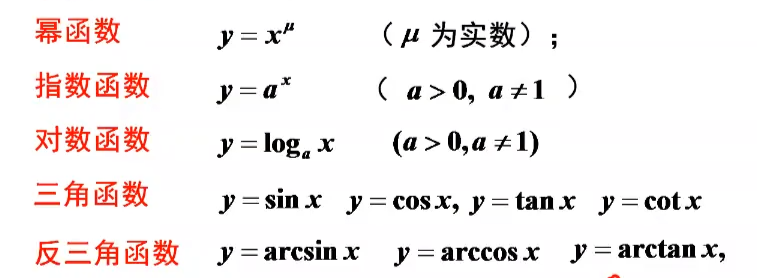 幂函数 y = x^μ （ μ 为实数）；
指数函数 y = a^x （ a > 0, a ≠ 1 ）
对数函数 y = log_a x (a > 0, a ≠ 1)
三角函数 y = sin x y = cos x, y = tan x y = cot x
反三角函数 y = arcsin x y = arccos x y = arctan x,